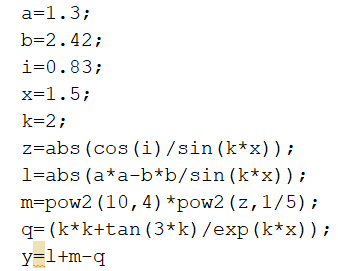 a=1.3;
b=2.42;
i=0.83;
x=1.5;
k=2;
z=abs(cos(i)/sin(k*x));
l=abs(a*a-b*b/sin(k*x));
m=pow2(10,4)*pow2(z,1/5);
q=(k*k+tan(3*k)/exp(k*x));
y=l+m-q